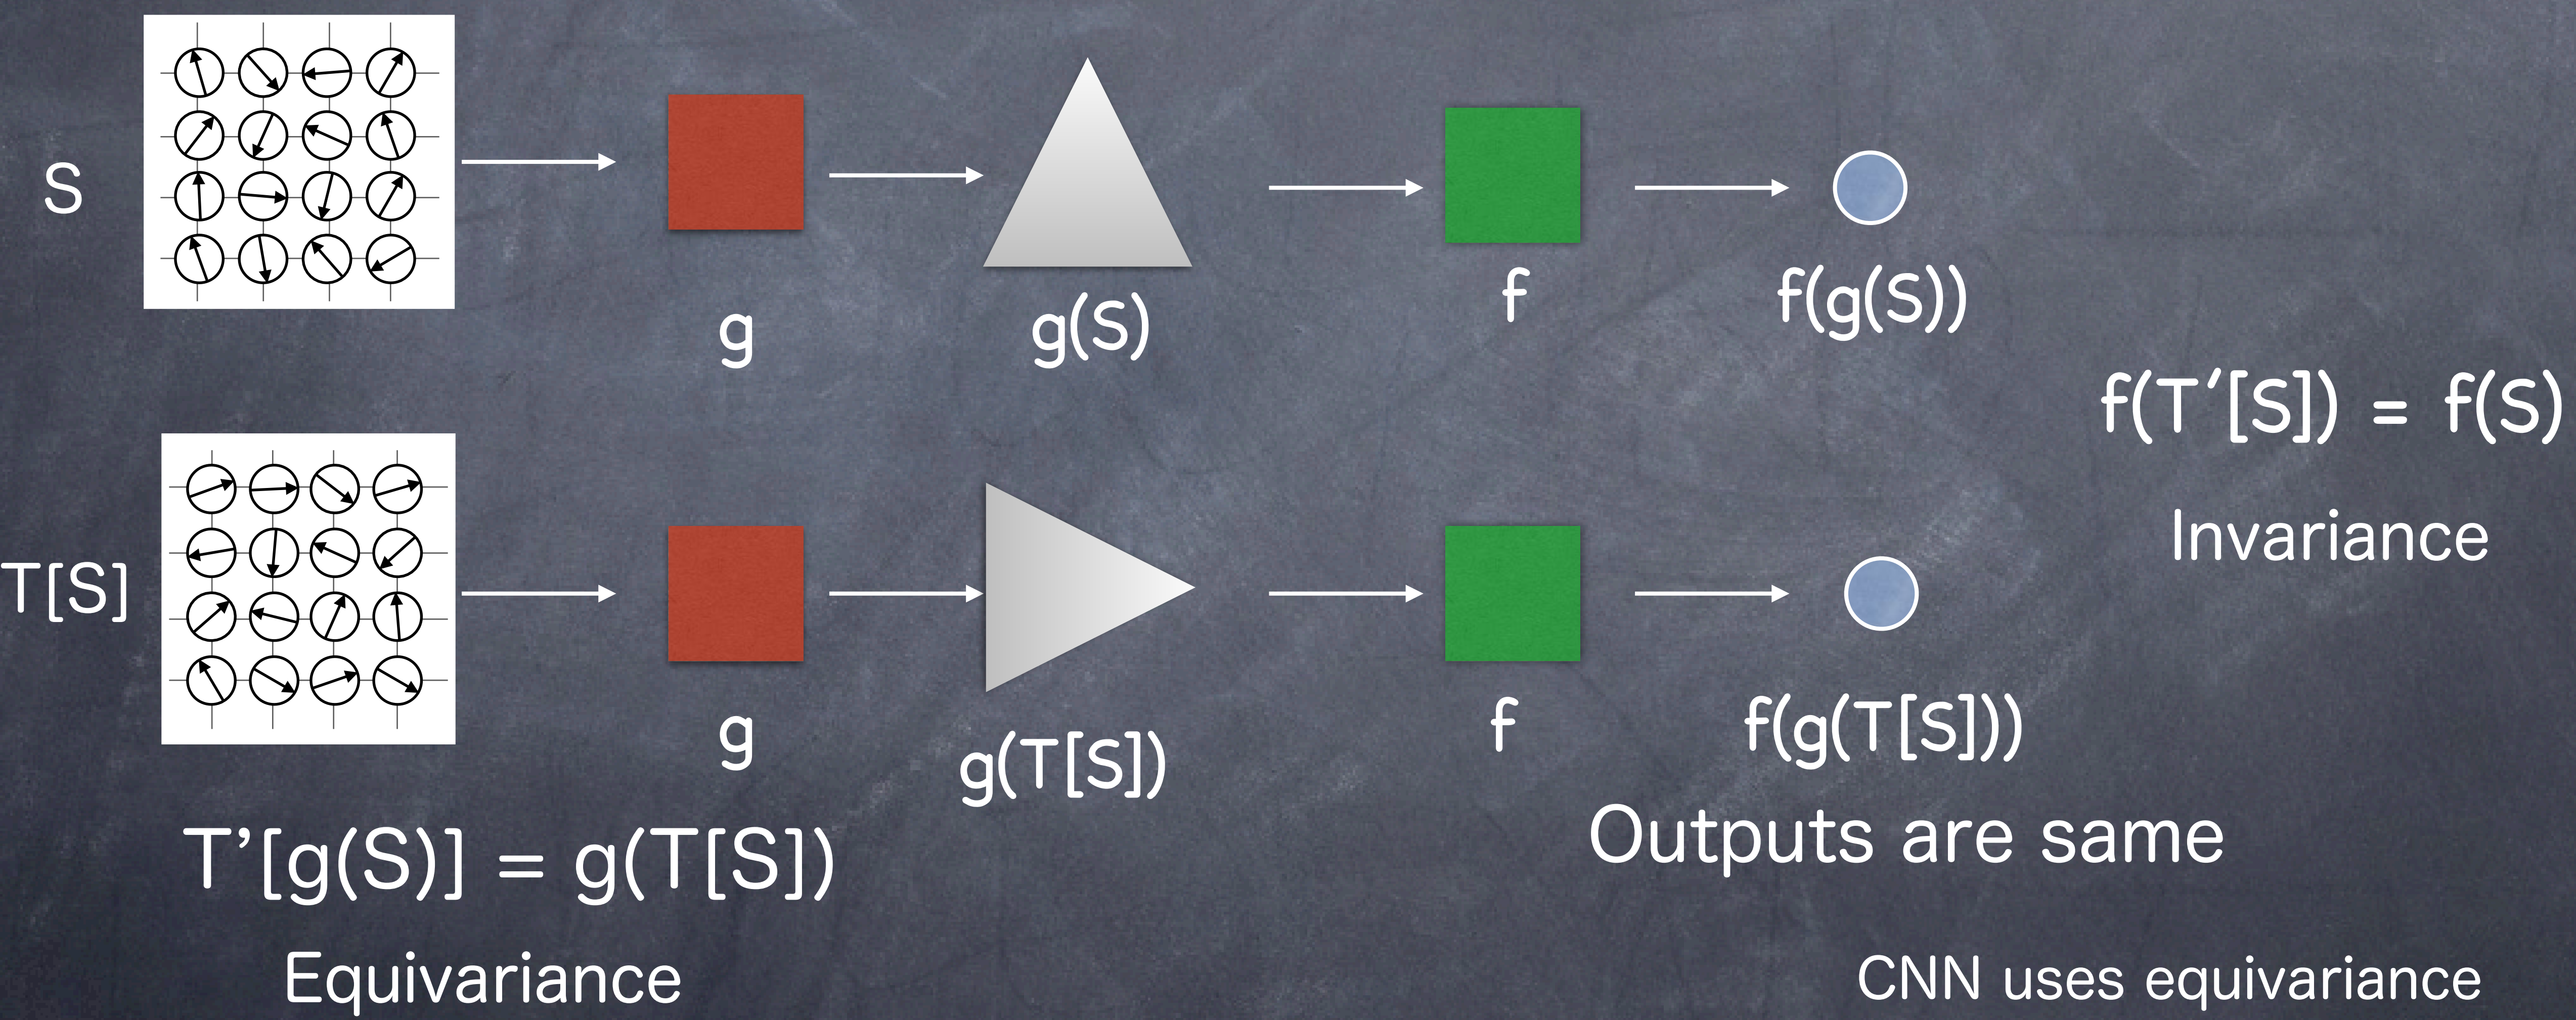 S
g
g(S)
f
f(g(S))
f(T′[S]) = f(S)
Invariance
T[S]
g
g(T[S])
f
f(g(T[S]))
Outputs are same
T’[g(S)] = g(T[S])
Equivariance
CNN uses equivariance